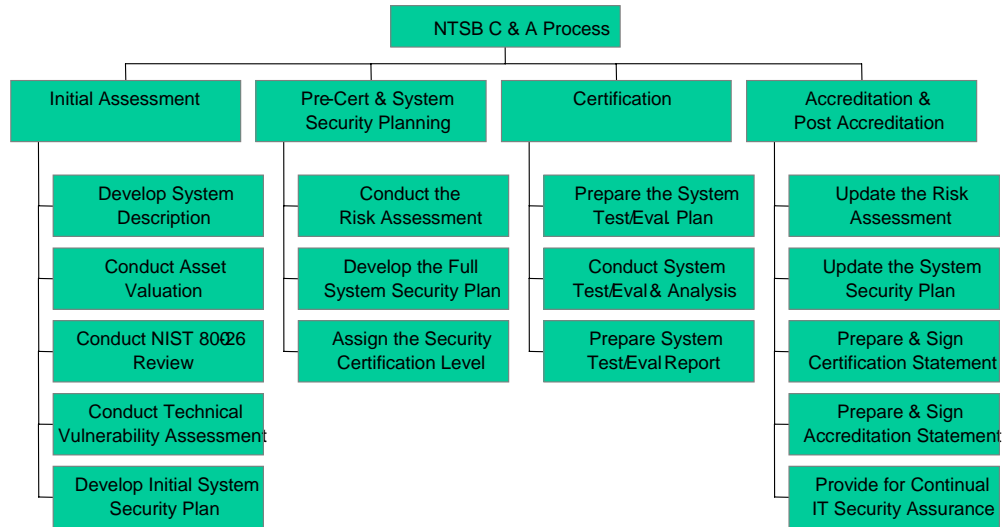 NTSB C & A Process
Initial Assessment
Pre-Cert & System
Security Planning
Certification
Accreditation &
Post Accreditation
Develop System
Description
Conduct Asset
Valuation
Conduct NIST 800-26
Review
Conduct Technical
Vulnerability Assessment
Develop Initial System
Security Plan
Conduct the
Risk Assessment
Develop the Full
System Security Plan
Assign the Security
Certification Level
Prepare the System
Test/Eval. Plan
Conduct System
Test/Eval & Analysis
Prepare System
Test/Eval Report
Update the Risk
Assessment
Update the System
Security Plan
Prepare & Sign
Certification Statement
Prepare & Sign
Accreditation Statement
Provide for Continual
IT Security Assurance